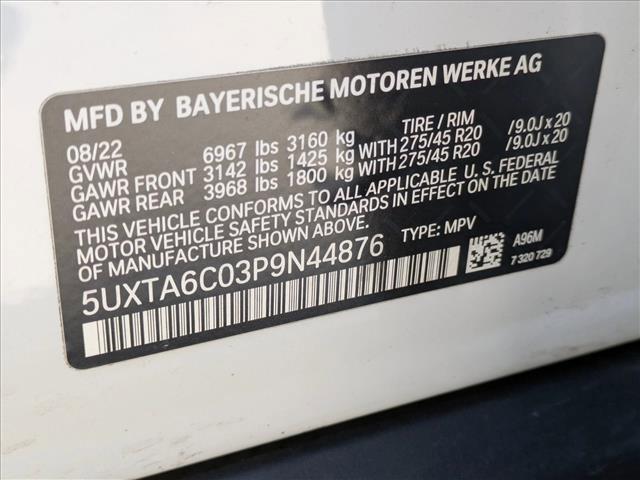 MFD BY BAYERISCHE MOTOREN WERKE AG
08/22 TIRE / RIM
GVWR 6967 lbs 3160 kg
GAWR FRONT 3142 lbs 1425 kg WITH 275/45 R20 /9.0J x 20
GAWR REAR 3968 lbs 1800 kg WITH 275/45 R20 /9.0J x 20
THIS VEHICLE CONFORMS TO ALL APPLICABLE U. S. FEDERAL
MOTOR VEHICLE SAFETY STANDARDS IN EFFECT ON THE DATE
OF MANUFACTURE SHOWN ABOVE.
5UXTA6C03P9N44876 TYPE: MPV A96M
7 320 729